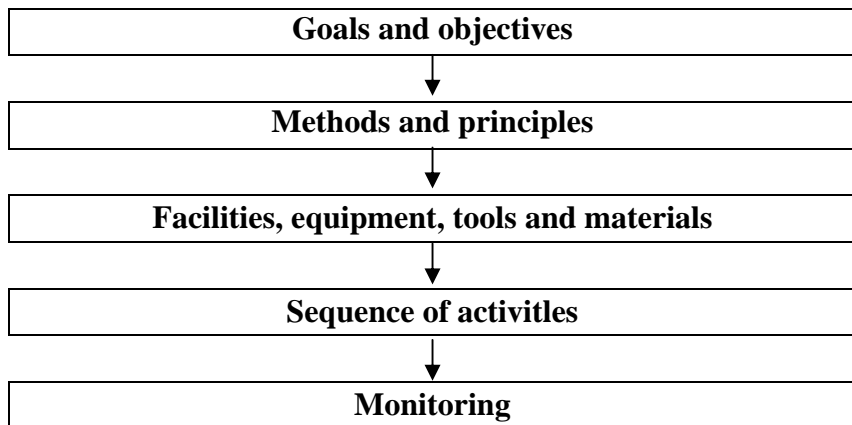 Goals and objectives
Methods and principles
Facilities, equipment, tools and materials
Sequence of activitles
Monitoring